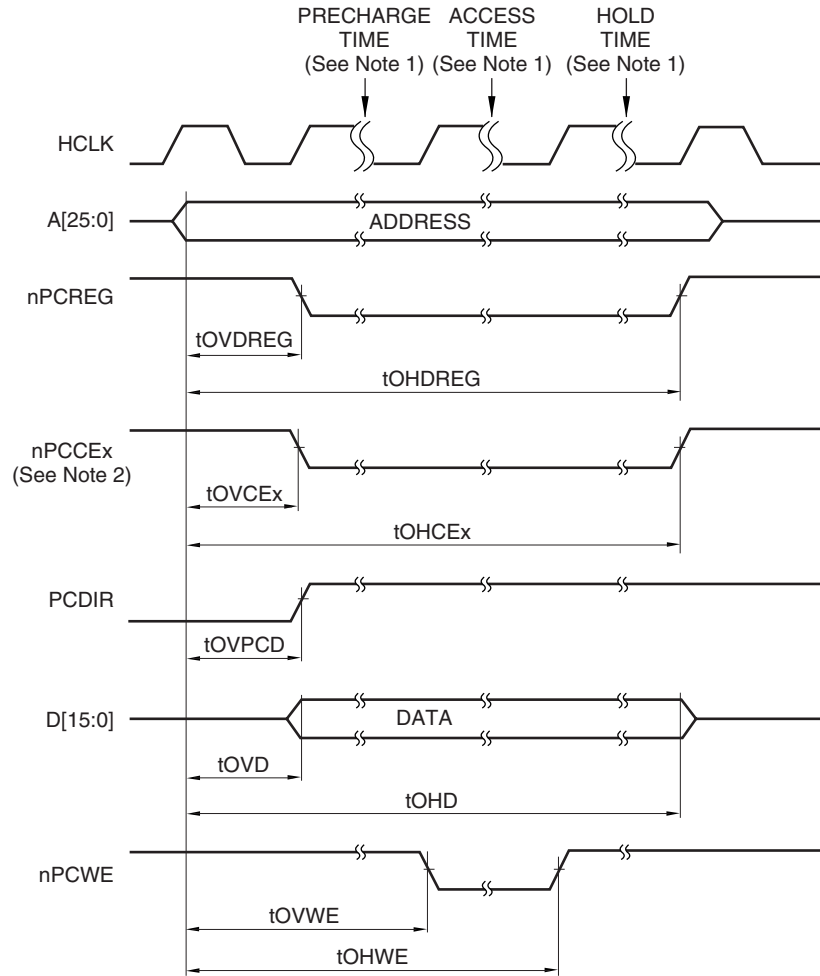 PRECHARGE
TIME
(See Note 1)
ACCESS
TIME
(See Note 1)
HOLD
TIME
(See Note 1)
HCLK
A[25:0]
ADDRESS
nPCREG
tOVDREG
tOHDREG
nPCCEx
(See Note 2)
tOVCEx
tOHCEx
PCDIR
tOVPCD
D[15:0]
DATA
tOVD
tOHD
nPCWE
tOVWE
tOHWE